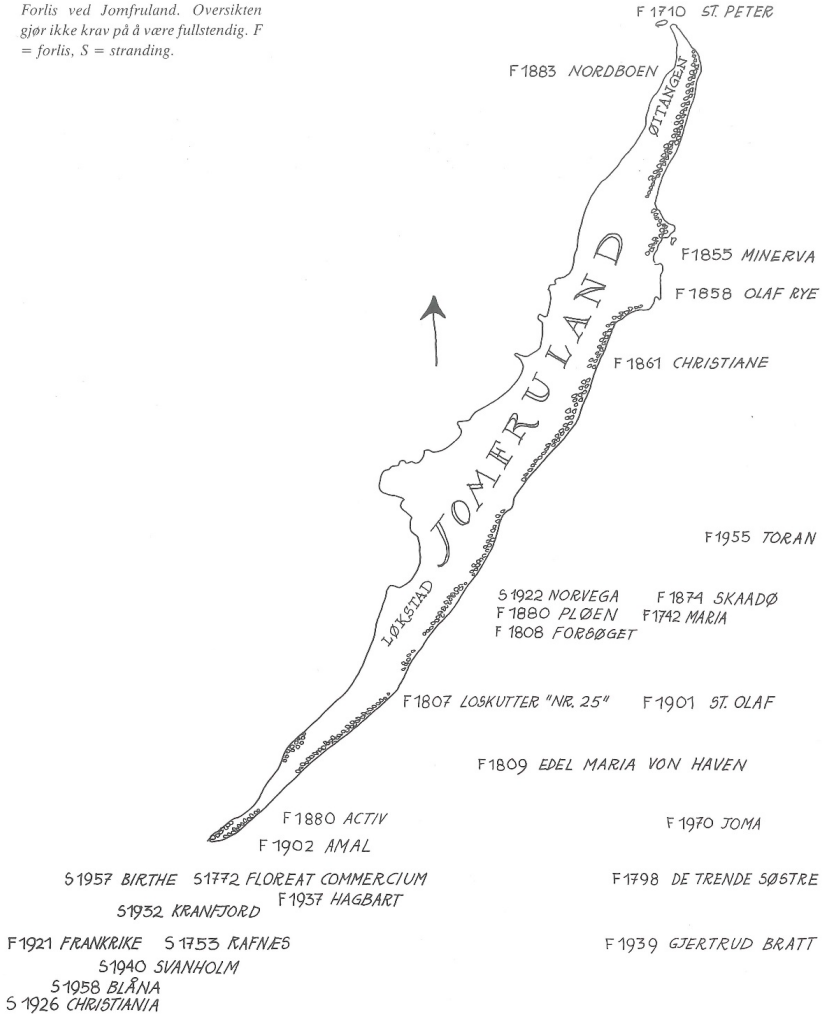 Forlis ved Jomfruland. Oversikten
gjør ikke krav på å være fullstendig. F
= forlis, S = stranding.
F 1710 ST. PETER
F 1883 NORDBOEN
ØITANGEN
F 1855 MINERVA
F 1858 OLAF RYE
JOMFRULAND
F 1861 CHRISTIANE
F 1955 TORAN
LØKSTAD
S 1922 NORVEGA F 1874 SKAADØ
F 1880 PLØEN F 1742 MARIA
F 1808 FORSØGET
F 1807 LOSKUTTER "NR. 25" F 1901 ST. OLAF
F 1809 EDEL MARIA VON HAVEN
F 1880 ACTIV
F 1970 JOMA
F 1902 AMAL
S 1957 BIRTHE S 1772 FLOREAT COMMERCIUM
F 1798 DE TRENDE SØSTRE
F 1937 HAGBART
S 1932 KRANFJORD
F 1921 FRANKRIKE S 1753 RAFNÆS
F 1939 GJERTRUD BRATT
S 1940 SVANHOLM
S 1958 BLÅNA
S 1926 CHRISTIANIA